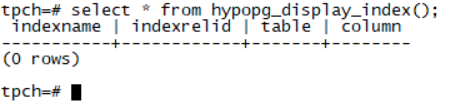 tpch=# select * from hypopg_display_index();
 indexname | indexrelid | table | column
-----------+------------+-------+--------
(0 rows)
tpch=#